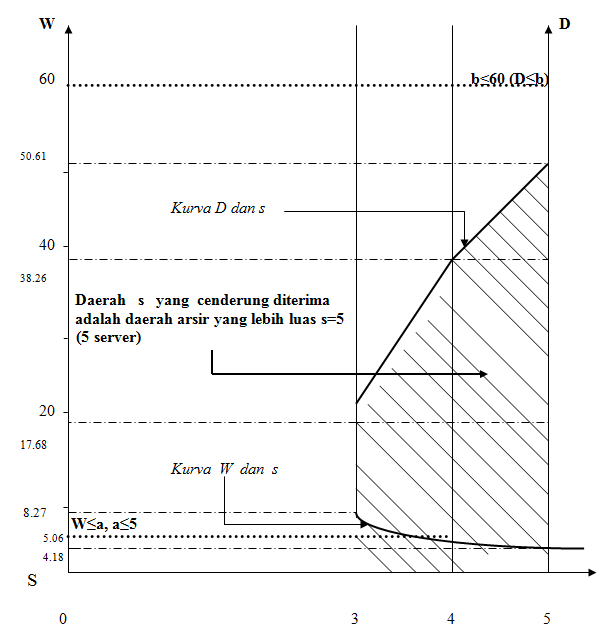 W
D
60
b≤60 (D≤b)
50.61
Kurva D dan s
40
38.26
Daerah s yang cenderung diterima
adalah daerah arsir yang lebih luas s=5
(5 server)
20
17.68
Kurva W dan s
8.27
W≤a, a≤5
5.06
4.18
S
0
3
4
5